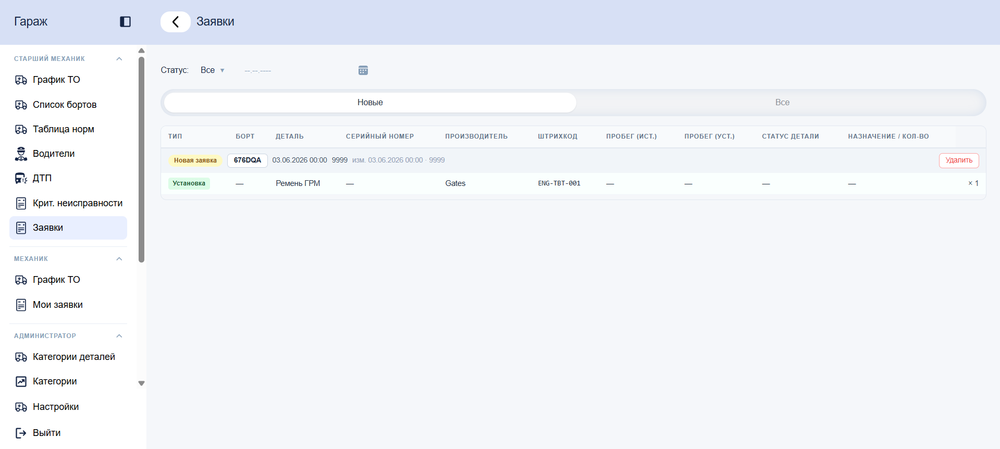 Гараж
Заявки
СТАРШИЙ МЕХАНИК
График ТО
Список бортов
Таблица норм
Водители
ДТП
Крит. неисправности
Заявки
МЕХАНИК
График ТО
Мои заявки
АДМИНИСТРАТОР
Категории деталей
Категории
Настройки
Выйти
Статус: Все ▼ --.--.----
Новые Все
ТИП БОРТ ДЕТАЛЬ СЕРИЙНЫЙ НОМЕР ПРОИЗВОДИТЕЛЬ ШТРИХКОД ПРОБЕГ (ИСТ.) ПРОБЕГ (УСТ.) СТАТУС ДЕТАЛИ НАЗНАЧЕНИЕ / КОЛ-ВО
Новая заявка 676DQA 03.06.2026 00:00 9999 изм. 03.06.2026 00:00 · 9999 Удалить
Установка — Ремень ГРМ — Gates ENG-TBT-001 — — — — × 1